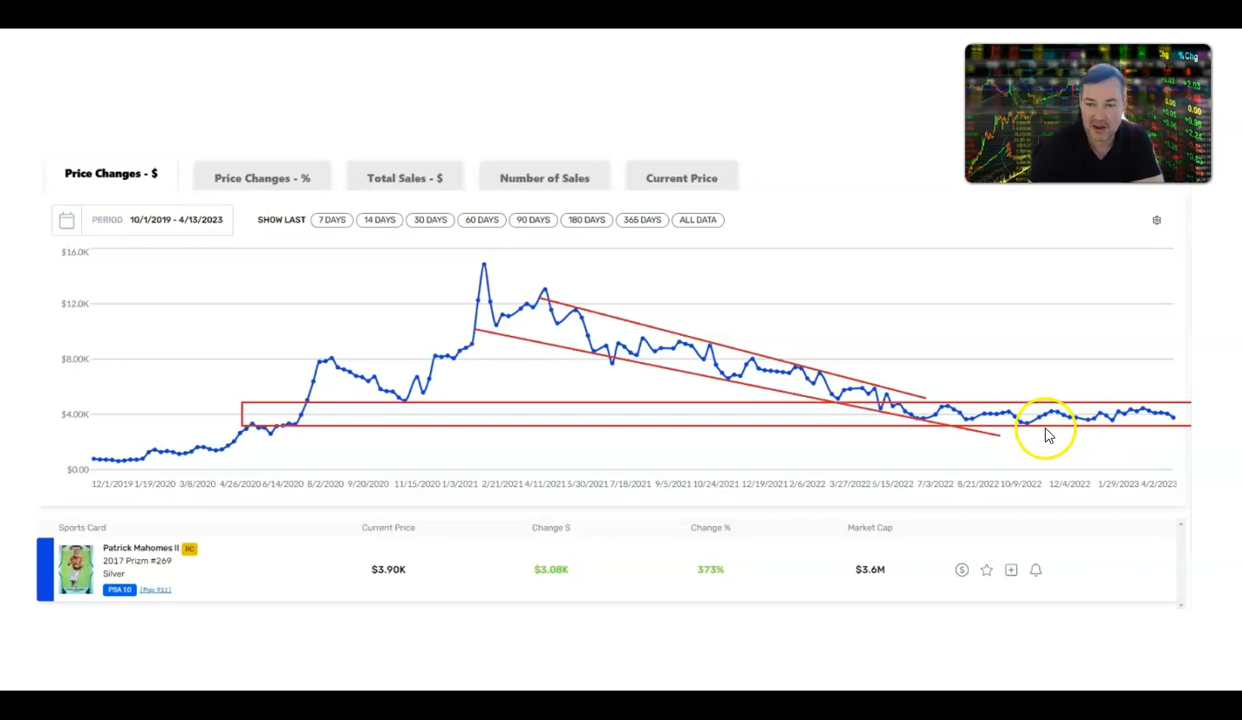 Chg %Chg
Price Changes - $ Price Changes - % Total Sales - $ Number of Sales Current Price
PERIOD 10/1/2019 - 4/13/2023 SHOW LAST 7 DAYS 14 DAYS 30 DAYS 60 DAYS 90 DAYS 180 DAYS 365 DAYS ALL DATA
$16.0K
$12.0K
$8.00K
$4.00K
$0.00
12/1/2019 1/19/2020 3/8/2020 4/26/2020 6/14/2020 8/2/2020 9/20/2020 11/15/2020 1/3/2021 2/21/2021 4/11/2021 5/30/2021 7/18/2021 9/5/2021 10/24/2021 12/19/2021 2/6/2022 3/27/2022 5/15/2022 7/3/2022 8/21/2022 10/9/2022 12/4/2022 1/29/2023 4/2/2023
Sports Card Current Price Change $ Change % Market Cap
Patrick Mahomes II RC
2017 Prizm #269
Silver
PSA 10 [Pop 911]
$3.90K $3.08K 373% $3.6M